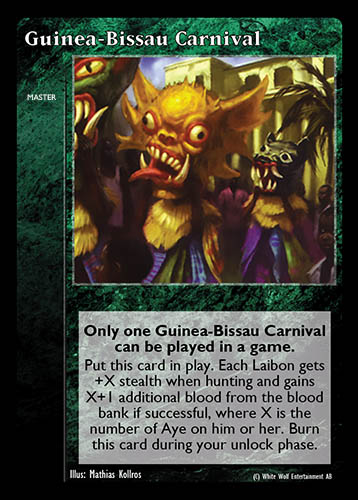 Guinea-Bissau Carnival
MASTER
Only one Guinea-Bissau Carnival
can be played in a game.
Put this card in play. Each Laibon gets
+X stealth when hunting and gains
X+1 additional blood from the blood
bank if successful, where X is the
number of Aye on him or her. Burn
this card during your unlock phase.
Illus: Mathias Kollros
(C) White Wolf Entertainment AB